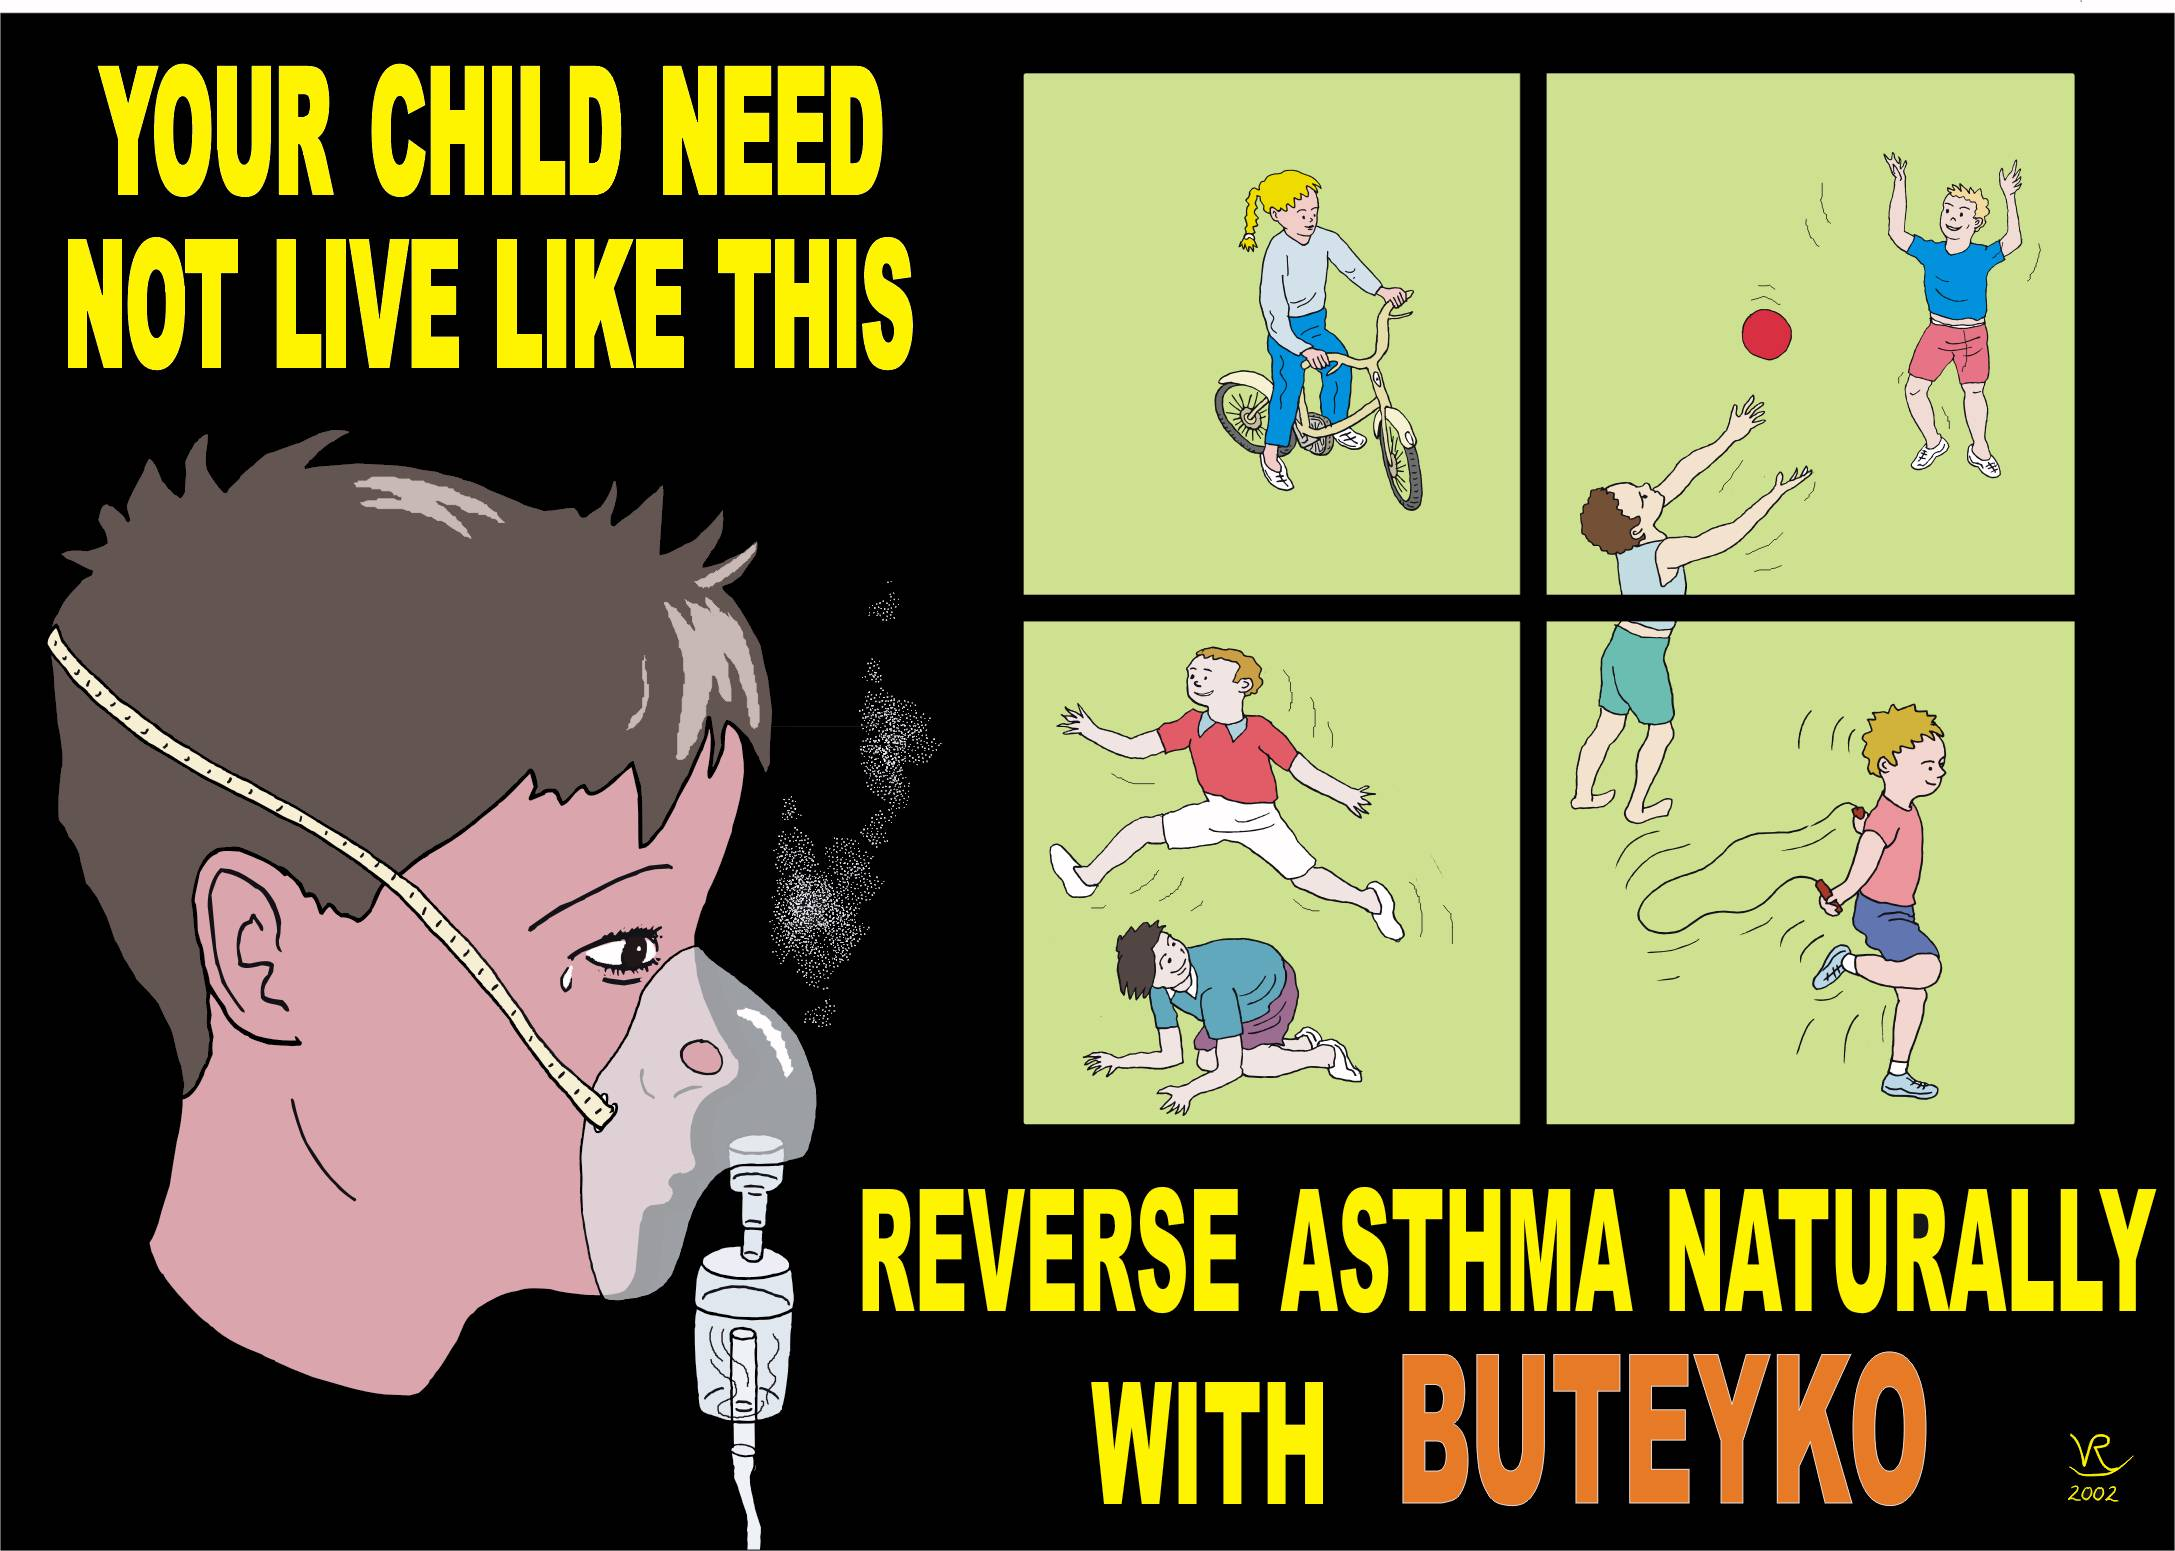 YOUR CHILD NEED
NOT LIVE LIKE THIS
REVERSE ASTHMA NATURALLY
WITH BUTEYKO
VR
2002